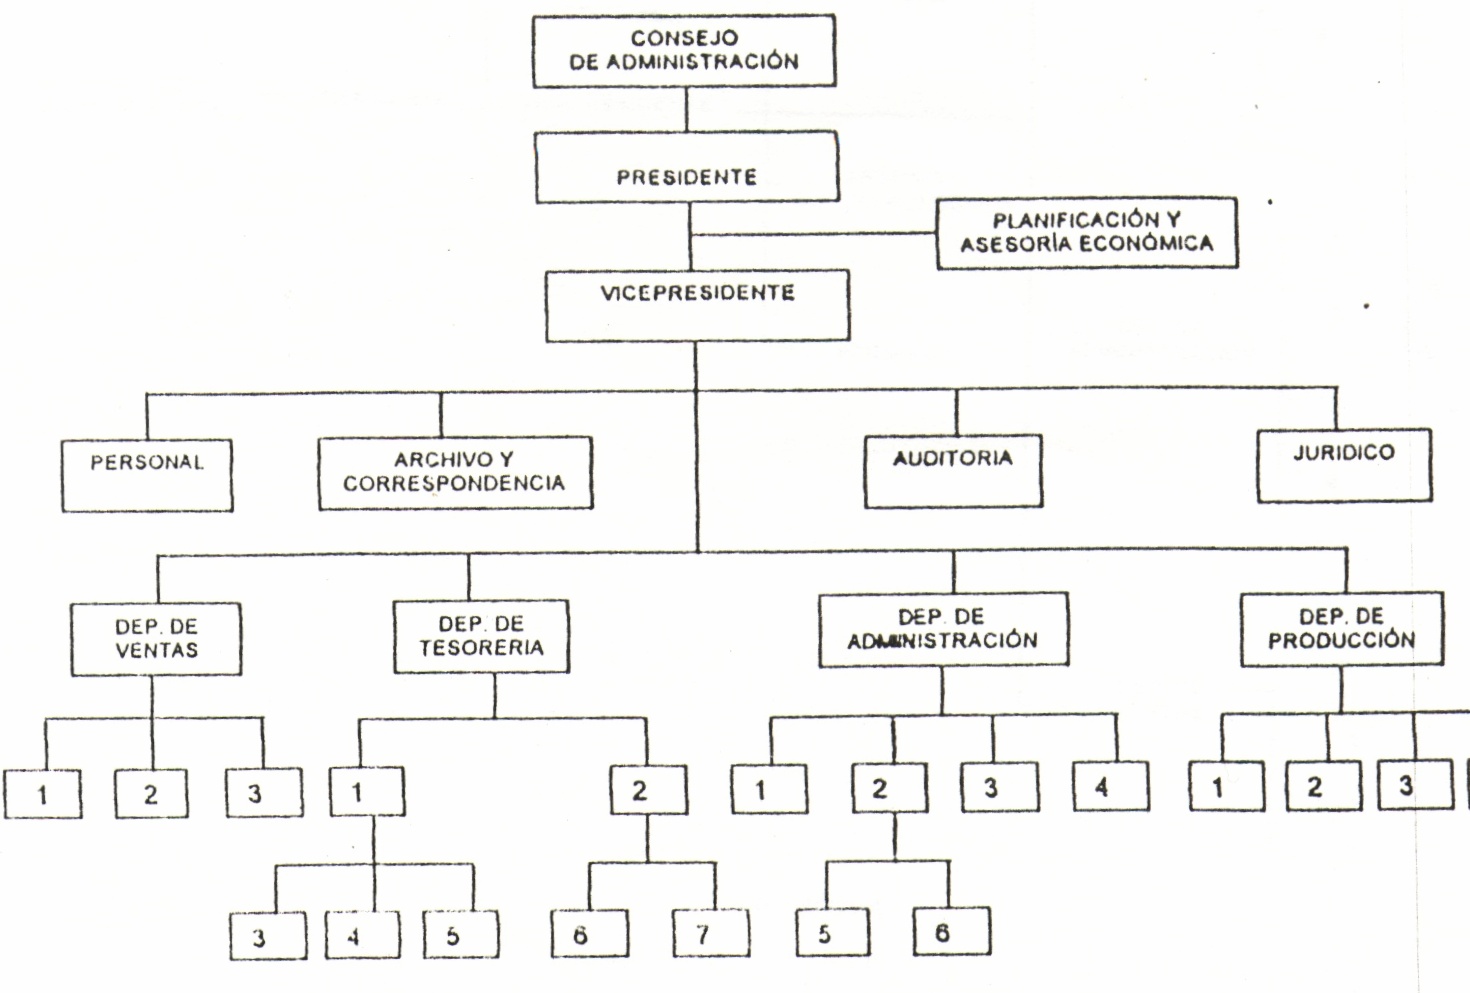 CONSEJO
DE ADMINISTRACIÓN
PRESIDENTE
PLANIFICACIÓN Y
ASESORÍA ECONÓMICA
VICEPRESIDENTE
PERSONAL
ARCHIVO Y
CORRESPONDENCIA
AUDITORIA
JURIDICO
DEP. DE
VENTAS
DEP. DE
TESORERIA
DEP. DE
ADMINISTRACIÓN
DEP. DE
PRODUCCIÓN
1 2 3 1 2 1 2 3 4 1 2 3
3 4 5 6 7 5 6